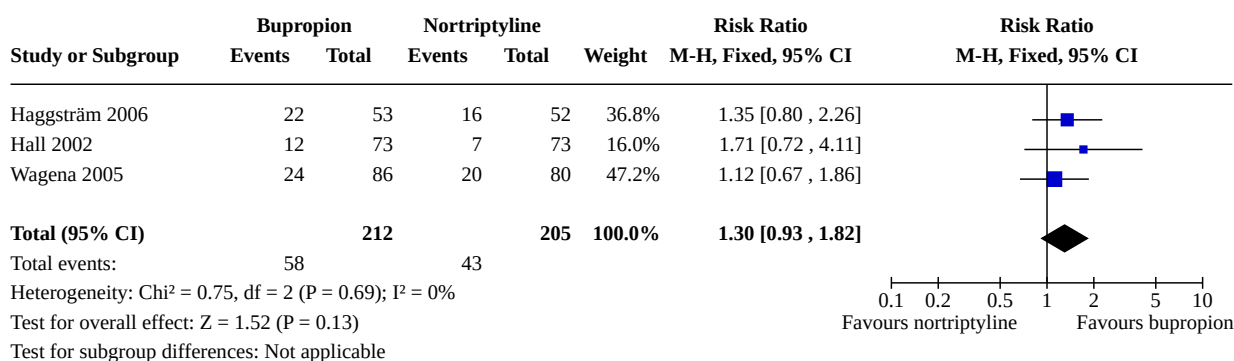 Bupropion Nortriptyline Risk Ratio Risk Ratio
Study or Subgroup Events Total Events Total Weight M-H, Fixed, 95% CI M-H, Fixed, 95% CI
Haggsträm 2006 22 53 16 52 36.8% 1.35 [0.80 , 2.26]
Hall 2002 12 73 7 73 16.0% 1.71 [0.72 , 4.11]
Wagena 2005 24 86 20 80 47.2% 1.12 [0.67 , 1.86]
Total (95% CI) 212 205 100.0% 1.30 [0.93 , 1.82]
Total events: 58 43
Heterogeneity: Chi² = 0.75, df = 2 (P = 0.69); I² = 0%
0.1 0.2 0.5 1 2 5 10
Test for overall effect: Z = 1.52 (P = 0.13)
Favours nortriptyline Favours bupropion
Test for subgroup differences: Not applicable